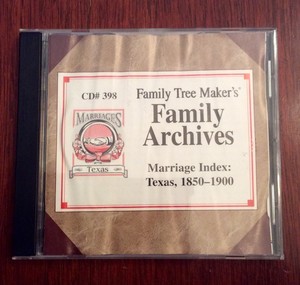 CD# 398
MARRIAGES
Texas
Family Tree Maker's®
Family
Archives
Marriage Index:
Texas, 1850–1900